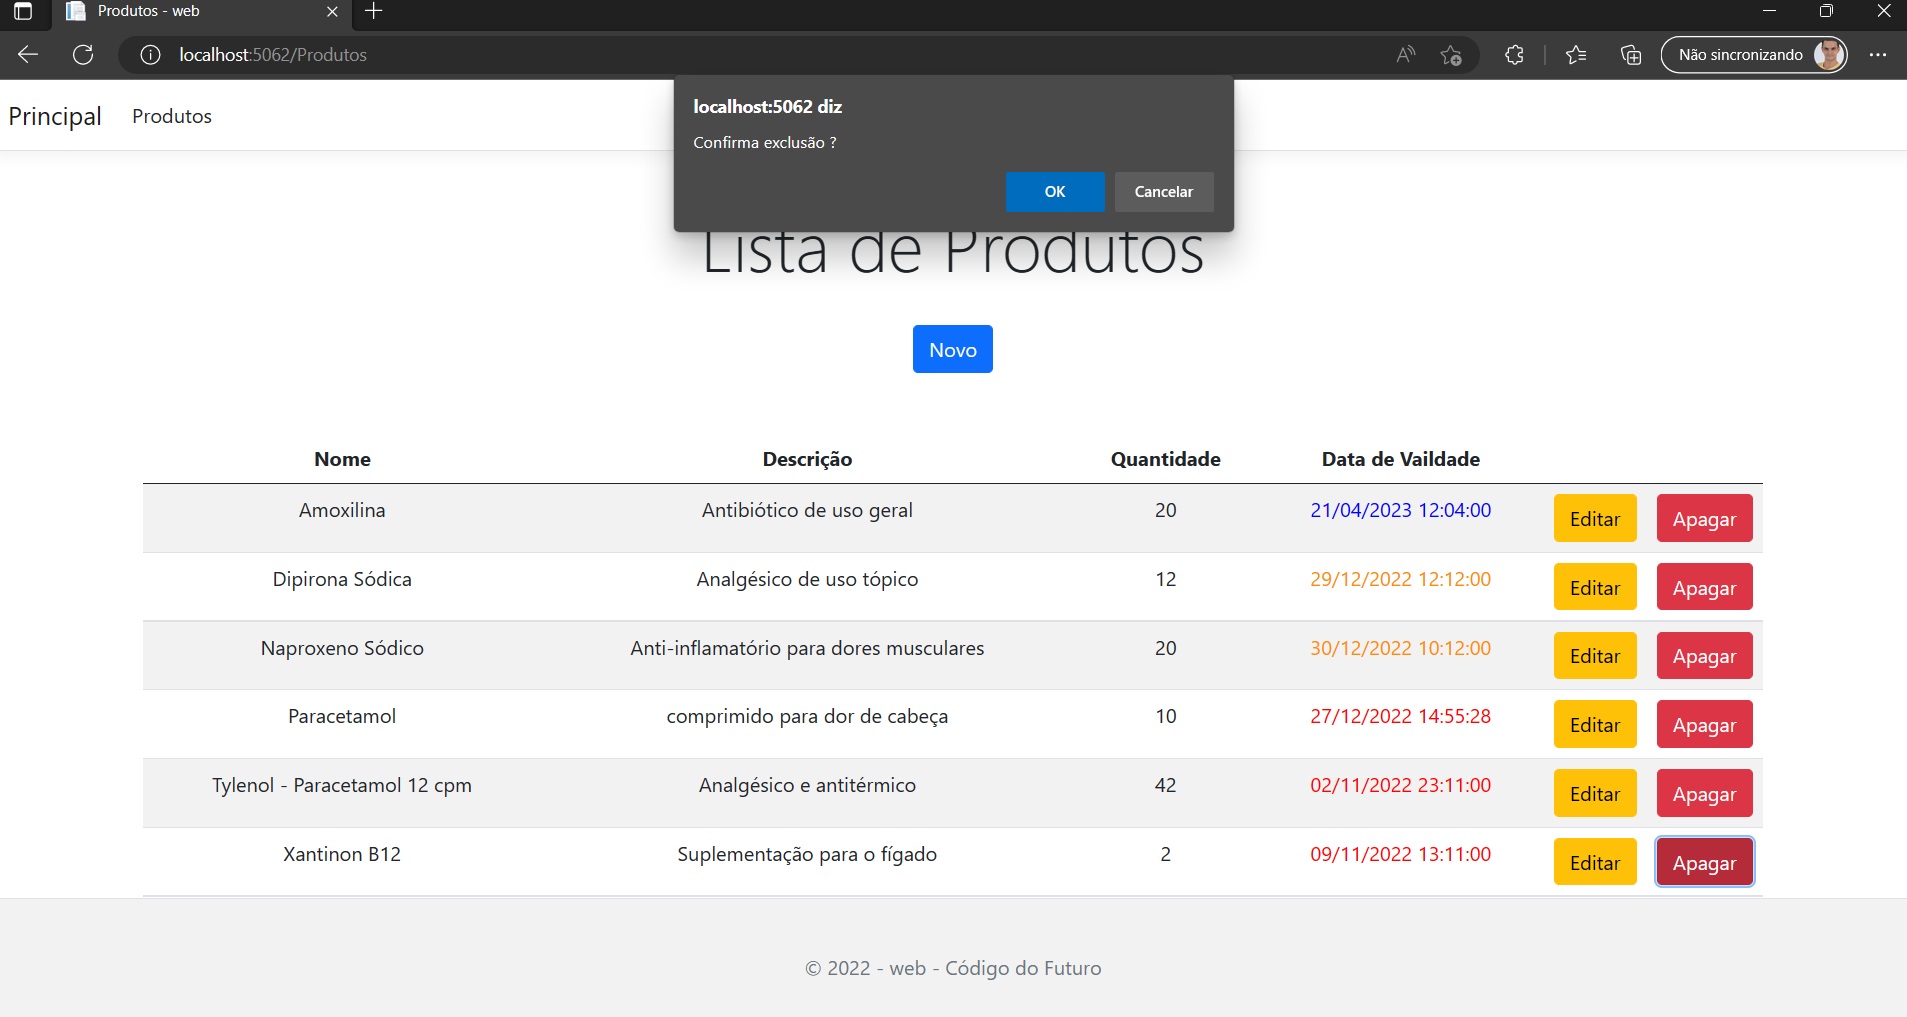 Produtos - web
localhost:5062/Produtos
Não sincronizando
Principal Produtos
localhost:5062 diz
Confirma exclusão ?
OK Cancelar
Lista de Produtos
Novo
Nome Descrição Quantidade Data de Vaildade
Amoxilina Antibiótico de uso geral 20 21/04/2023 12:04:00 Editar Apagar
Dipirona Sódica Analgésico de uso tópico 12 29/12/2022 12:12:00 Editar Apagar
Naproxeno Sódico Anti-inflamatório para dores musculares 20 30/12/2022 10:12:00 Editar Apagar
Paracetamol comprimido para dor de cabeça 10 27/12/2022 14:55:28 Editar Apagar
Tylenol - Paracetamol 12 cpm Analgésico e antitérmico 42 02/11/2022 23:11:00 Editar Apagar
Xantinon B12 Suplementação para o fígado 2 09/11/2022 13:11:00 Editar Apagar
© 2022 - web - Código do Futuro